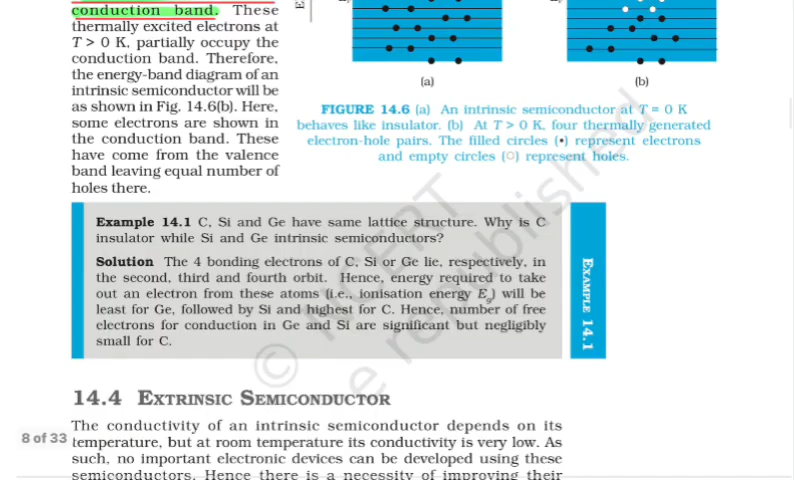 conduction band. These
thermally excited electrons at
T > 0 K, partially occupy the
conduction band. Therefore,
the energy-band diagram of an
intrinsic semiconductor will be
as shown in Fig. 14.6(b). Here,
some electrons are shown in
the conduction band. These
have come from the valence
band leaving equal number of
holes there.
(a)
(b)
FIGURE 14.6 (a) An intrinsic semiconductor at T = 0 K
behaves like insulator. (b) At T > 0 K, four thermally generated
electron-hole pairs. The filled circles (•) represent electrons
and empty circles (○) represent holes.
Example 14.1 C, Si and Ge have same lattice structure. Why is C
insulator while Si and Ge intrinsic semiconductors?
Solution The 4 bonding electrons of C, Si or Ge lie, respectively, in
the second, third and fourth orbit. Hence, energy required to take
out an electron from these atoms (i.e., ionisation energy Eg) will be
least for Ge, followed by Si and highest for C. Hence, number of free
electrons for conduction in Ge and Si are significant but negligibly
small for C.
EXAMPLE 14.1
© NCERT
e republished
14.4 EXTRINSIC SEMICONDUCTOR
The conductivity of an intrinsic semiconductor depends on its
8 of 33
temperature, but at room temperature its conductivity is very low. As
such, no important electronic devices can be developed using these
semiconductors. Hence there is a necessity of improving their